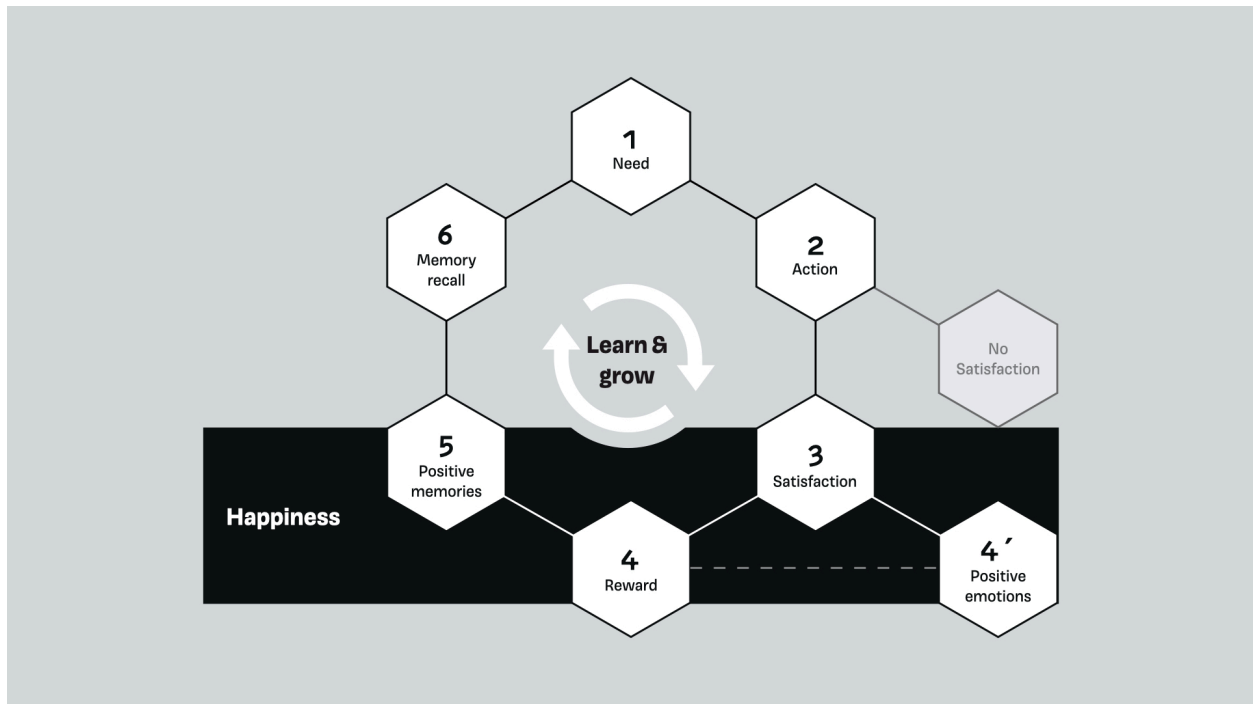 1
Need
6
Memory
recall
2
Action
Learn &
grow
No
Satisfaction
5
Positive
memories
3
Satisfaction
Happiness
4
Reward
4´
Positive
emotions